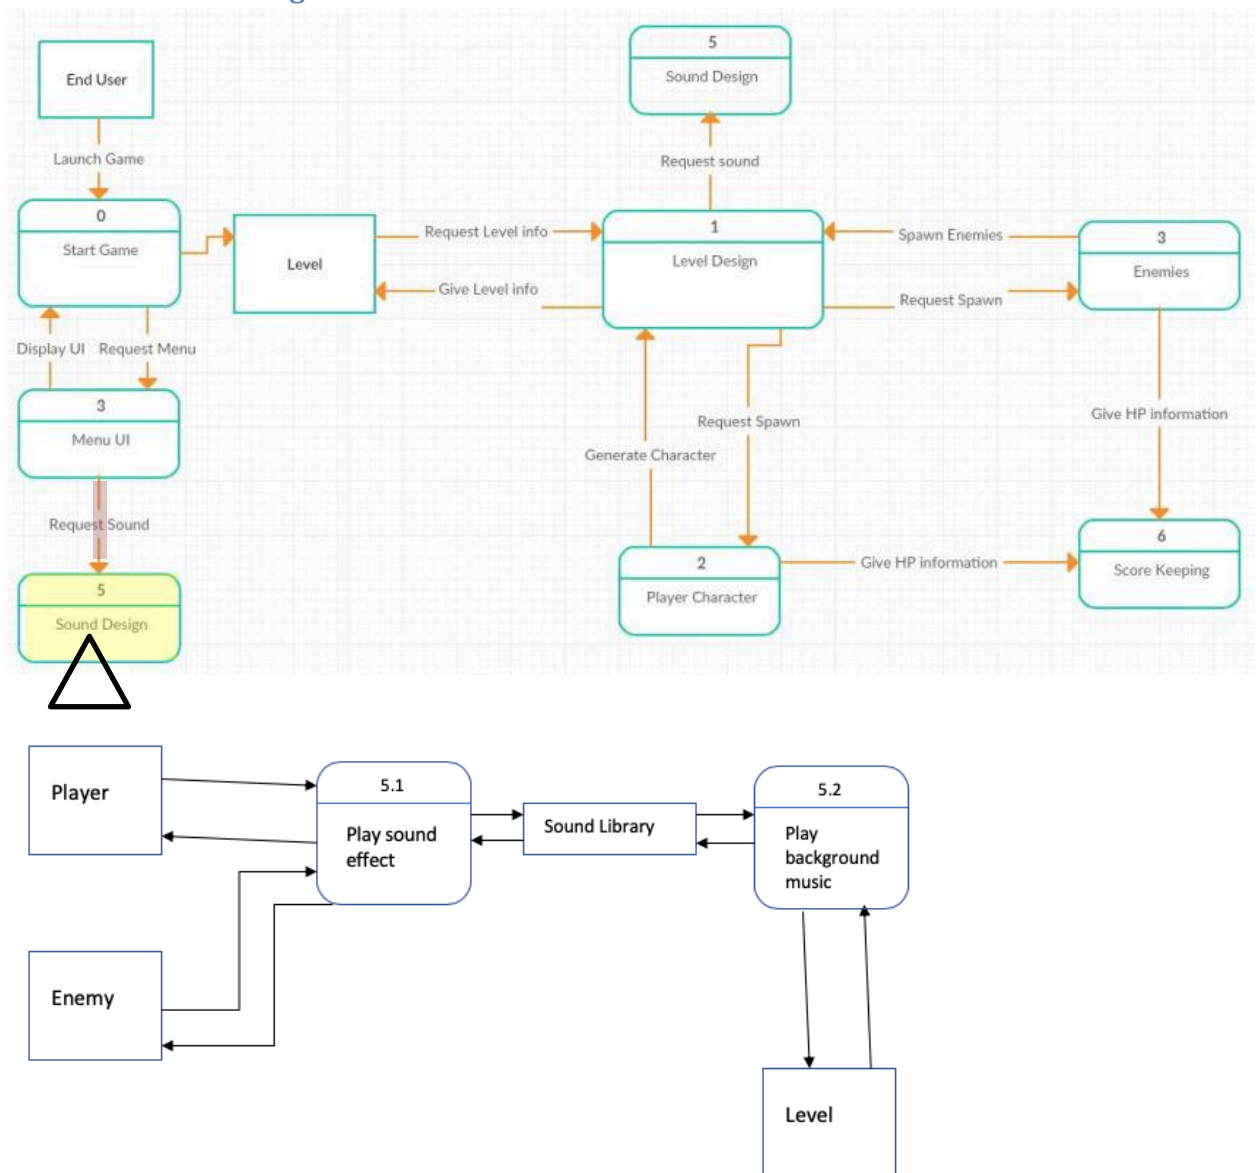 5
Sound Design
End User
Launch Game
Request sound
0
Start Game
Level
Request Level info
Give Level info
1
Level Design
Spawn Enemies
Request Spawn
3
Enemies
Display UI
Request Menu
3
Menu UI
Request Spawn
Generate Character
Give HP information
Request Sound
5
Sound Design
2
Player Character
Give HP information
6
Score Keeping
Player
5.1
Play sound
effect
Sound Library
5.2
Play
background
music
Enemy
Level